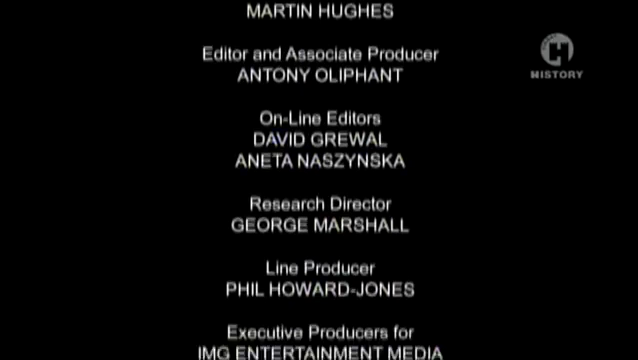 MARTIN HUGHES
Editor and Associate Producer
ANTONY OLIPHANT
HISTORY
On-Line Editors
DAVID GREWAL
ANETA NASZYNSKA
Research Director
GEORGE MARSHALL
Line Producer
PHIL HOWARD-JONES
Executive Producers for
IMG ENTERTAINMENT MEDIA